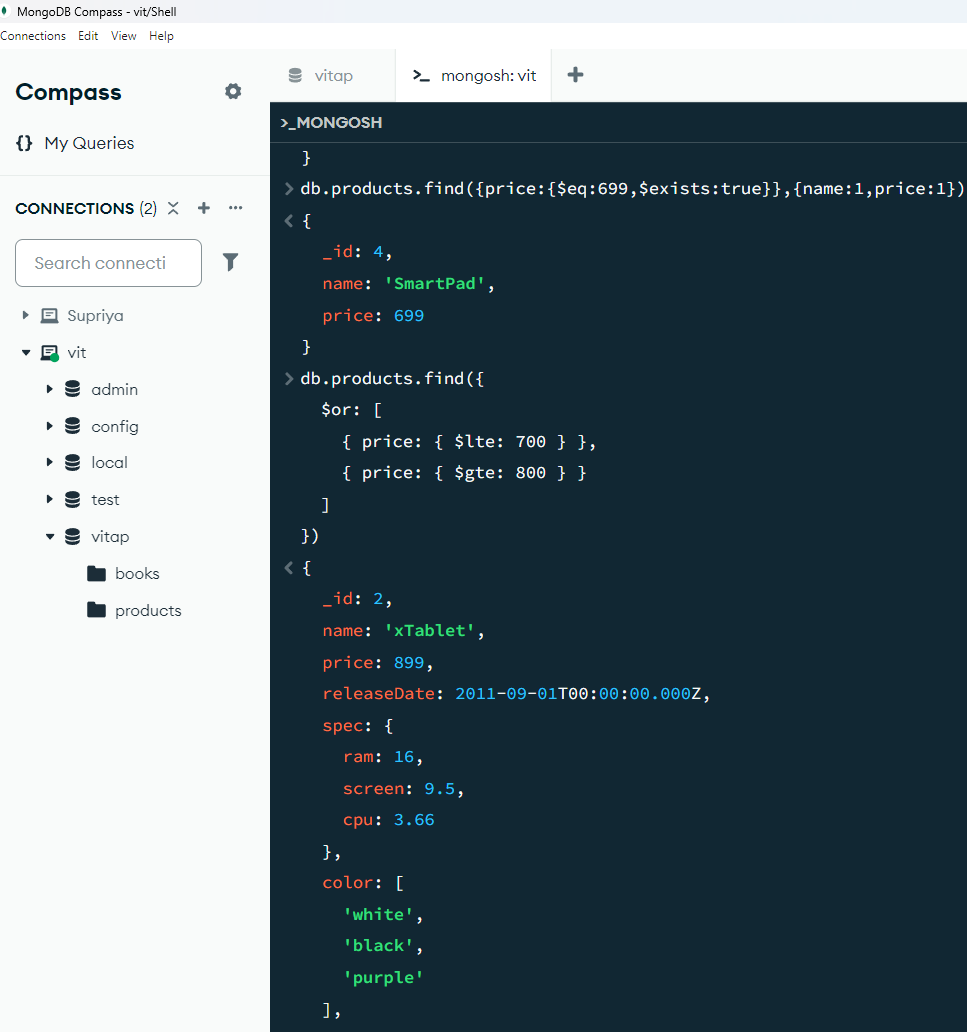 MongoDB Compass - vit/Shell
Connections Edit View Help
Compass
{} My Queries
CONNECTIONS (2)
Search connecti
Supriya
vit
admin
config
local
test
vitap
books
products
vitap
>_ mongosh: vit
>_MONGOSH
}
> db.products.find({price:{$eq:699,$exists:true}},{name:1,price:1})
< {
_id: 4,
name: 'SmartPad',
price: 699
}
> db.products.find({
$or: [
{ price: { $lte: 700 } },
{ price: { $gte: 800 } }
]
})
< {
_id: 2,
name: 'xTablet',
price: 899,
releaseDate: 2011-09-01T00:00:00.000Z,
spec: {
ram: 16,
screen: 9.5,
cpu: 3.66
},
color: [
'white',
'black',
'purple'
],